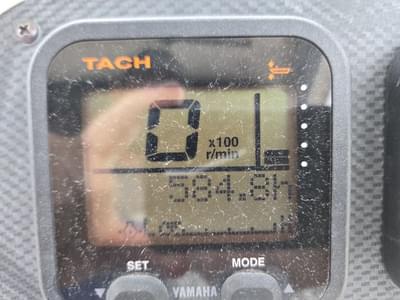 TACH
0 x100
r/min
584.8h
SET MODE
YAMAHA